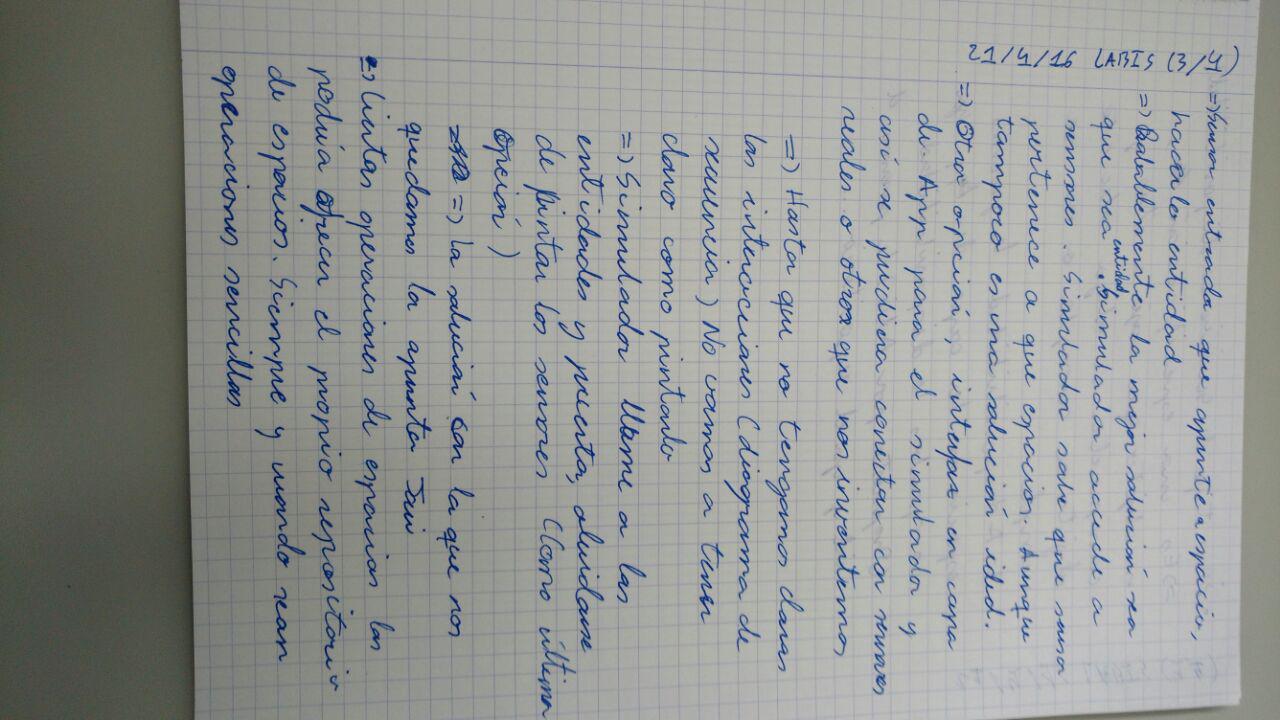 21/4/16 LABIS (3/4)
=> Sensor entrada que apunte a espacio,
hacerlo entidad
=> Probablemente la mejor solución sea
que sea entidad. Simulador accede a
sensores. Simulador sabe que sensor
pertenece a que espacios. Aunque
tampoco es una solución ideal.
=> Otra opción, interfaz en capa
de App para el simulador y
así se pudiera conectar con sensores
reales o otros que nos inventemos
=> Hasta que no tengamos claras
las interacciones (diagrama de
secuencia) No vamos a tener
claro como pintarlo
=> Simulador llame a las
entidades y puerta, olvidarse
de pintar los sensores (Como última
opción)
=> La solución con la que nos
quedamos la apunta Javi
=> Ciertas operaciones de espacios las
podría ofrecer el propio repositorio
de espacios. Siempre y cuando sean
operaciones sencillas